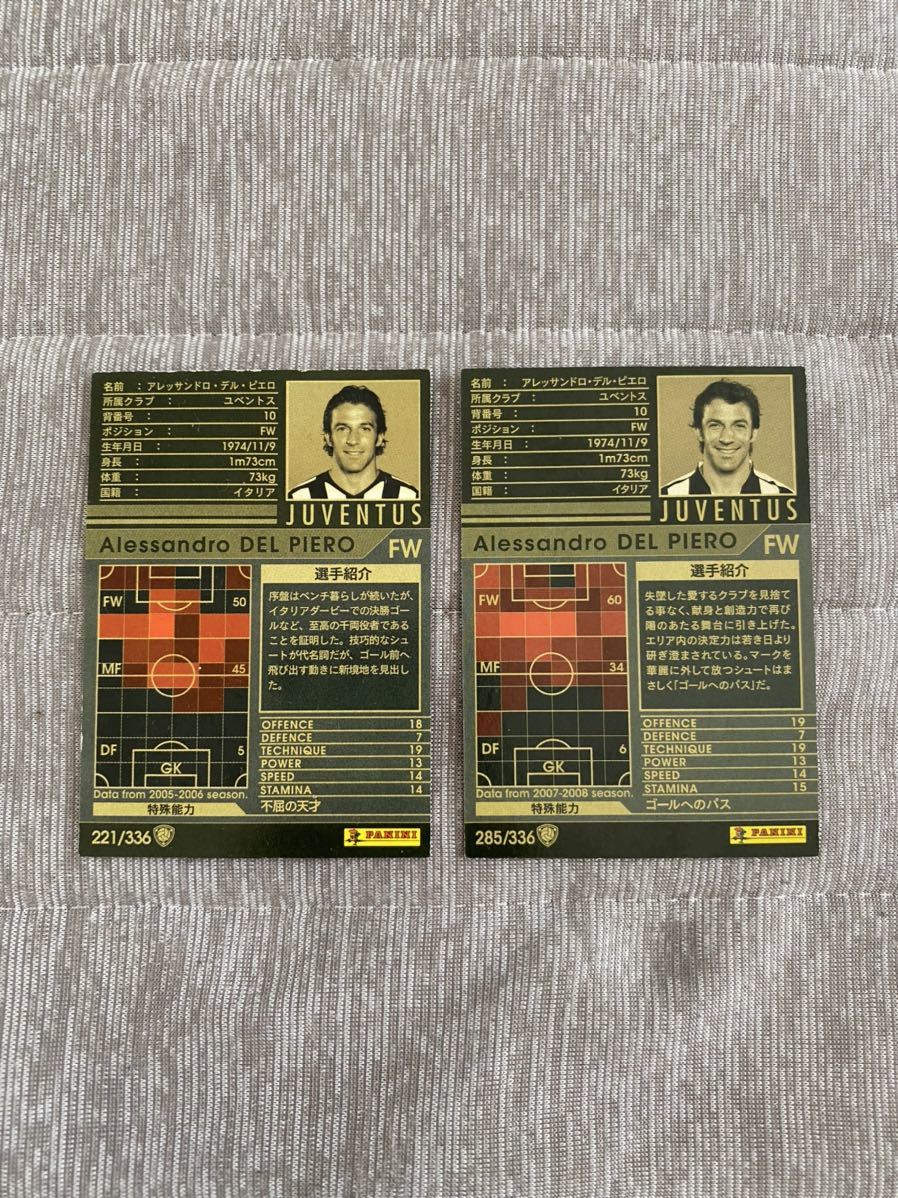 名前 : アレッサンドロ・デル・ピエロ
所属クラブ : ユベントス
背番号 : 10
ポジション : FW
生年月日 : 1974/11/9
身長 : 1m73cm
体重 : 73kg
国籍 : イタリア
JUVENTUS
Alessandro DEL PIERO FW
FW 50
MF 45
DF 5
GK
Data from 2005-2006 season.
選手紹介
序盤はベンチ暮らしが続いたが、
イタリアダービーでの決勝ゴー
ルなど、至高の千両役者である
ことを証明した。技巧的なシュ
ートが代名詞だが、ゴール前へ
飛び出す動きに新境地を見出し
た。
OFFENCE 18
DEFENCE 7
TECHNIQUE 19
POWER 13
SPEED 14
STAMINA 14
特殊能力 不屈の天才
221/336 PANINI
名前 : アレッサンドロ・デル・ピエロ
所属クラブ : ユベントス
背番号 : 10
ポジション : FW
生年月日 : 1974/11/9
身長 : 1m73cm
体重 : 73kg
国籍 : イタリア
JUVENTUS
Alessandro DEL PIERO FW
FW 60
MF 34
DF 6
GK
Data from 2007-2008 season.
選手紹介
失墜した愛するクラブを見捨て
る事なく、献身と創造力で再び
陽のあたる舞台に引き上げた。
エリア内の決定力は若き日より
研ぎ澄まされている。マークを
華麗に外して放つシュートはま
さしく「ゴールへのパス」だ。
OFFENCE 19
DEFENCE 7
TECHNIQUE 19
POWER 13
SPEED 14
STAMINA 15
特殊能力 ゴールへのパス
285/336 PANINI